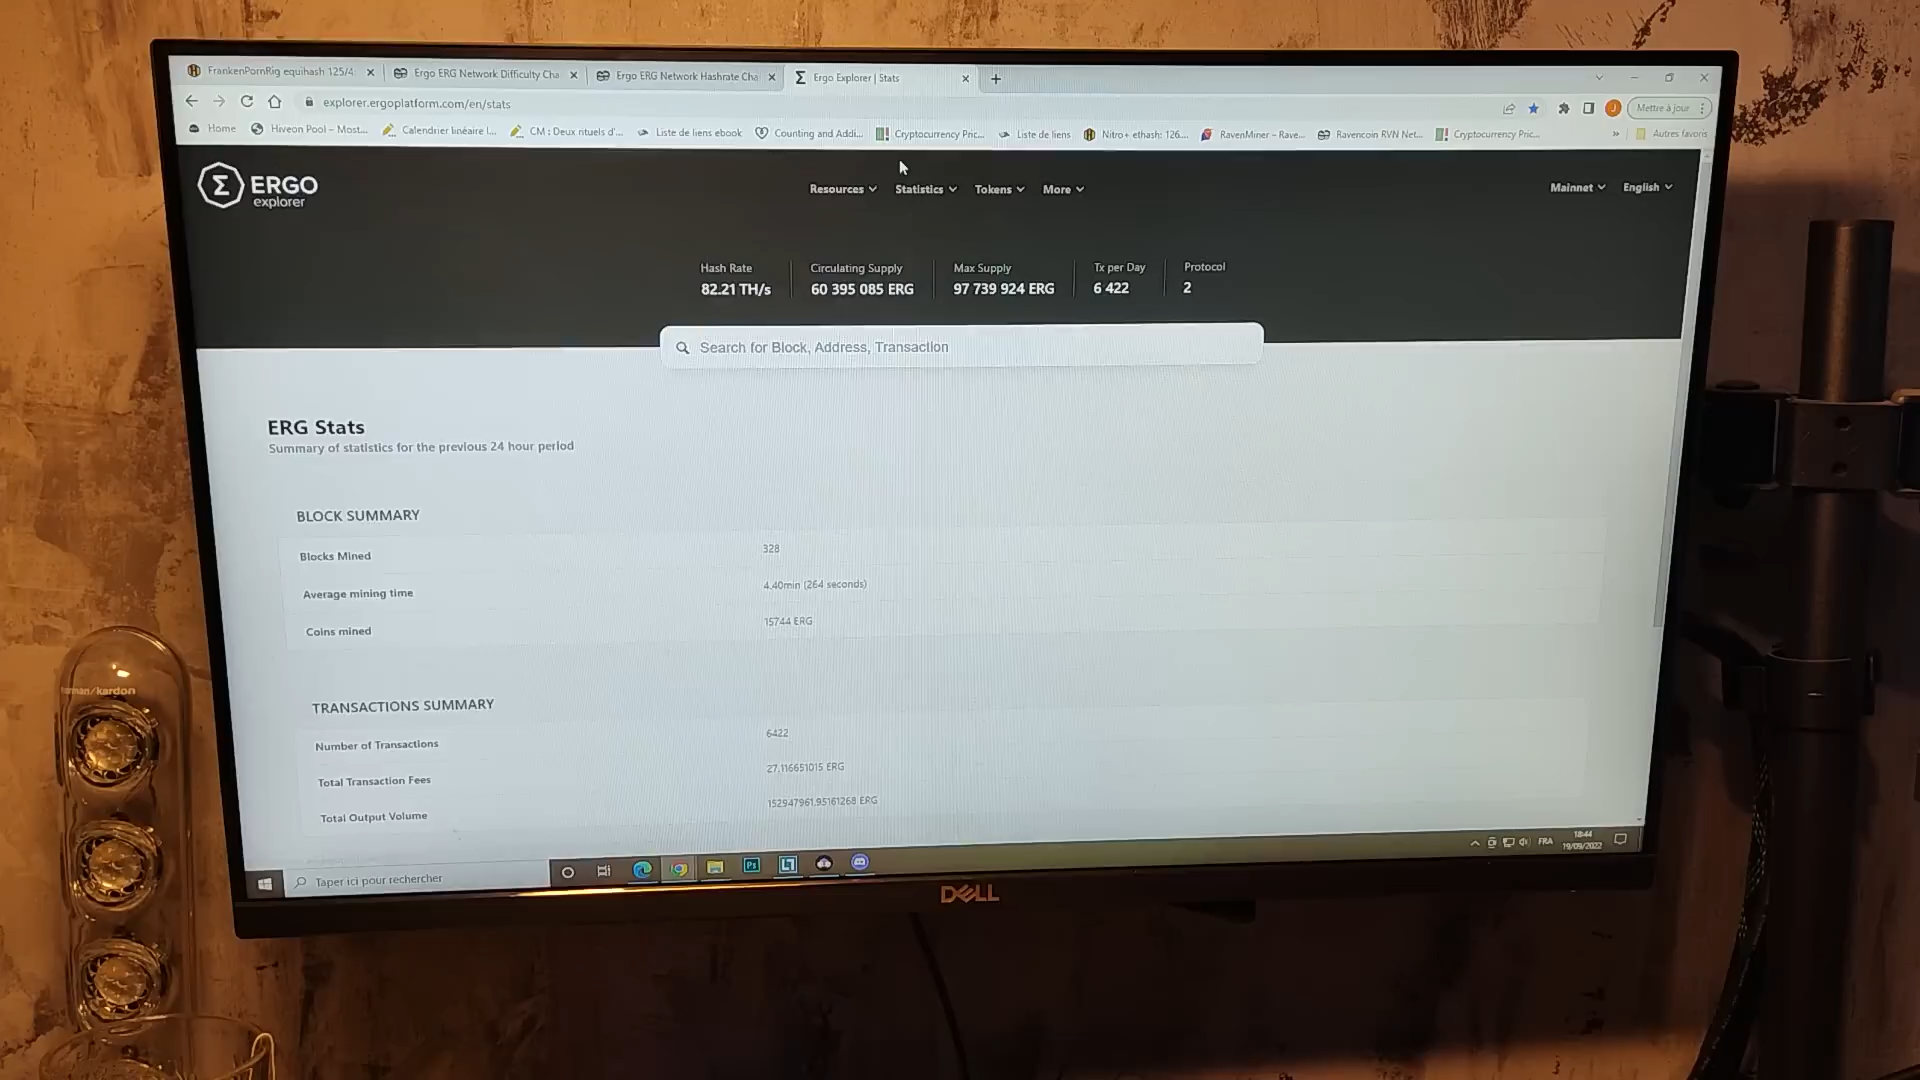 FrankenPornRig equihash 125/4
Ergo ERG Network Difficulty Cha
Ergo ERG Network Hashrate Cha
Ergo Explorer | Stats
explorer.ergoplatform.com/en/stats
Mettre à jour
Home
Hiveon Pool – Most...
Calendrier linéaire l...
CM : Deux rituels d'...
Liste de liens ebook
Counting and Addi...
Cryptocurrency Pric...
Liste de liens
Nitro+ ethash: 126....
RavenMiner – Rave...
Ravencoin RVN Net...
Cryptocurrency Pric...
»
Autres favoris
Σ ERGO
explorer
Resources
Statistics
Tokens
More
Mainnet
English
Hash Rate
82.21 TH/s
Circulating Supply
60 395 085 ERG
Max Supply
97 739 924 ERG
Tx per Day
6 422
Protocol
2
Search for Block, Address, Transaction
ERG Stats
Summary of statistics for the previous 24 hour period
BLOCK SUMMARY
Blocks Mined 328
Average mining time 4.40min (264 seconds)
Coins mined 15744 ERG
TRANSACTIONS SUMMARY
Number of Transactions 6422
Total Transaction Fees 27,116651015 ERG
Total Output Volume 152947961,95161268 ERG
Taper ici pour rechercher
Ps
FRA
18:44
19/09/2022
DELL
harman/kardon